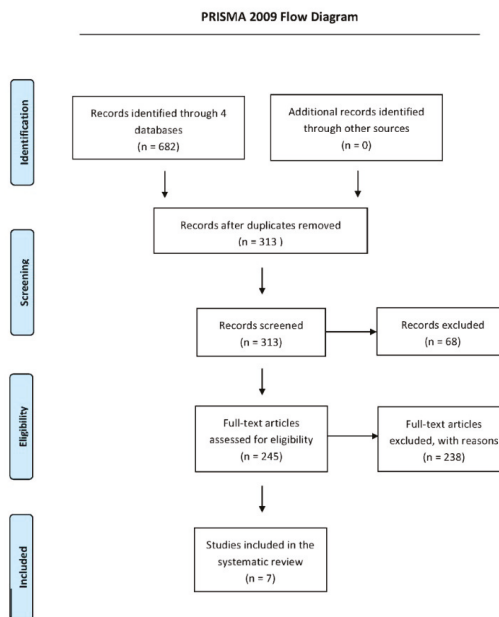 PRISMA 2009 Flow Diagram
Identification
Records identified through 4
databases
(n = 682)
Additional records identified
through other sources
(n = 0)
Records after duplicates removed
(n = 313 )
Screening
Records screened
(n = 313)
Records excluded
(n = 68)
Eligibility
Full-text articles
assessed for eligibility
(n = 245)
Full-text articles
excluded, with reasons
(n = 238)
Included
Studies included in the
systematic review
(n = 7)